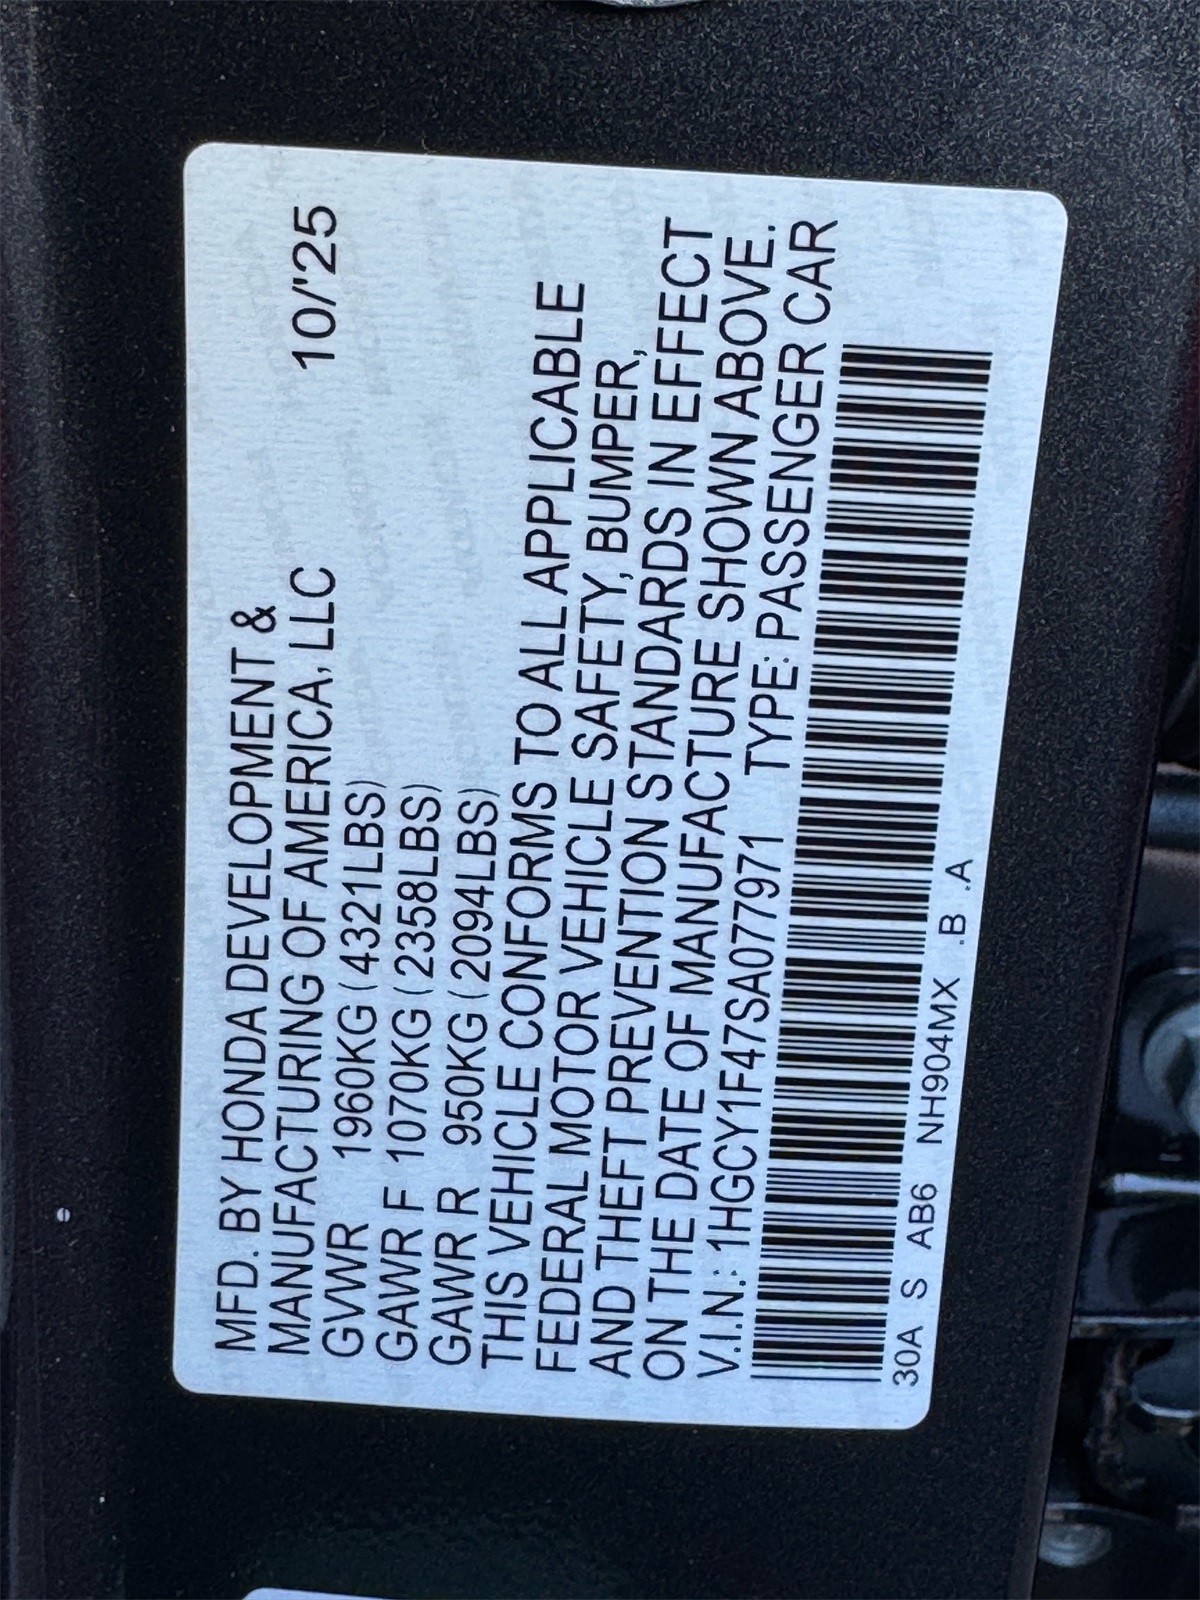 MFD. BY HONDA DEVELOPMENT &
MANUFACTURING OF AMERICA, LLC 10/'25
GVWR 1960KG (4321LBS)
GAWR F 1070KG (2358LBS)
GAWR R 950KG (2094LBS)
THIS VEHICLE CONFORMS TO ALL APPLICABLE
FEDERAL MOTOR VEHICLE SAFETY, BUMPER,
AND THEFT PREVENTION STANDARDS IN EFFECT
ON THE DATE OF MANUFACTURE SHOWN ABOVE.
V.I.N.: 1HGCY1F47SA077971 TYPE: PASSENGER CAR
30A S AB6 NH904MX .B .A